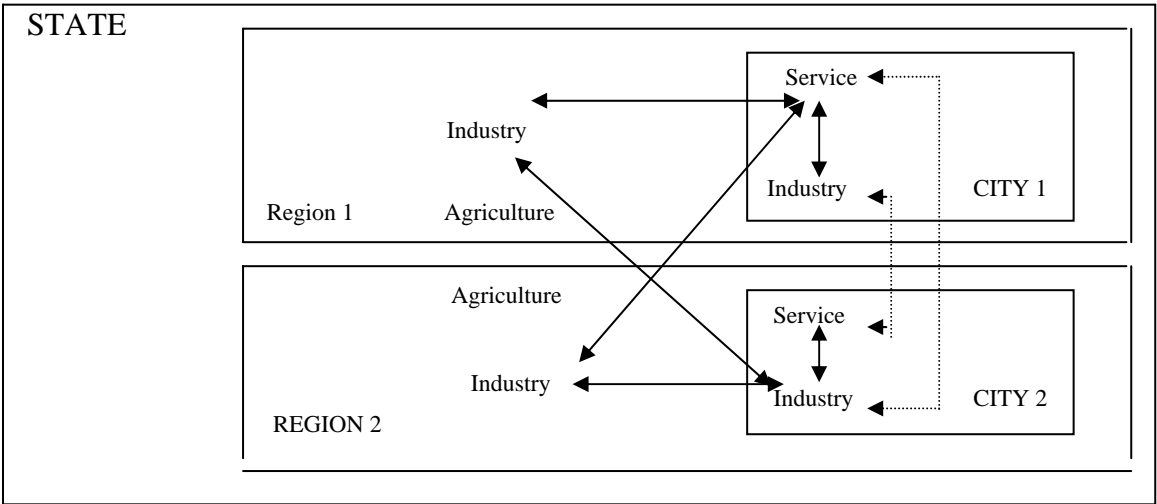 STATE
Service
Industry
Industry
CITY 1
Region 1
Agriculture
Agriculture
Service
Industry
Industry
CITY 2
REGION 2